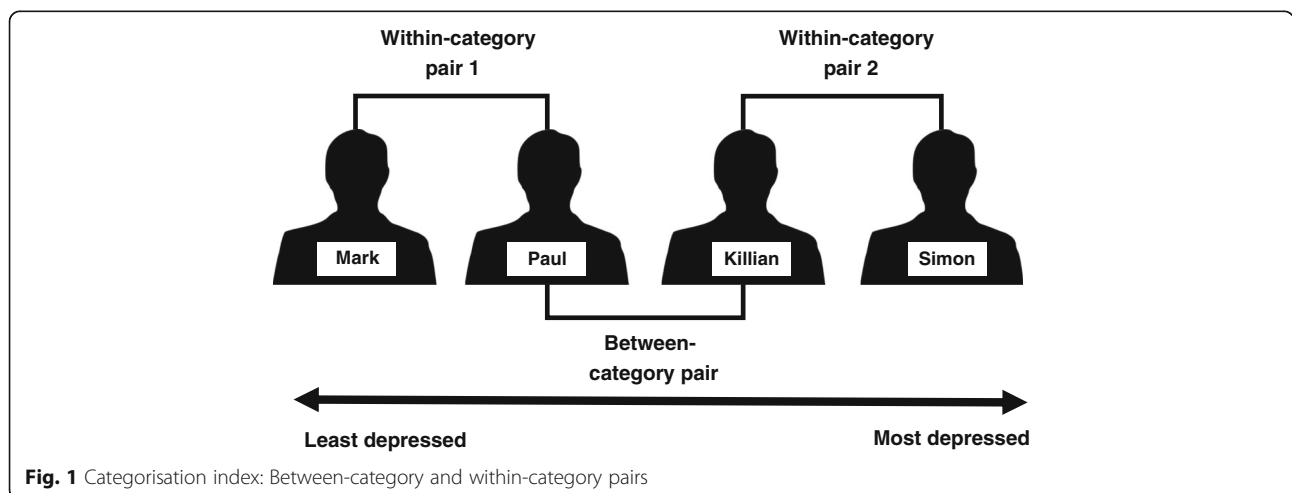 Within-category
pair 1
Within-category
pair 2
Mark
Paul
Killian
Simon
Between-
category pair
Least depressed
Most depressed
Fig. 1 Categorisation index: Between-category and within-category pairs